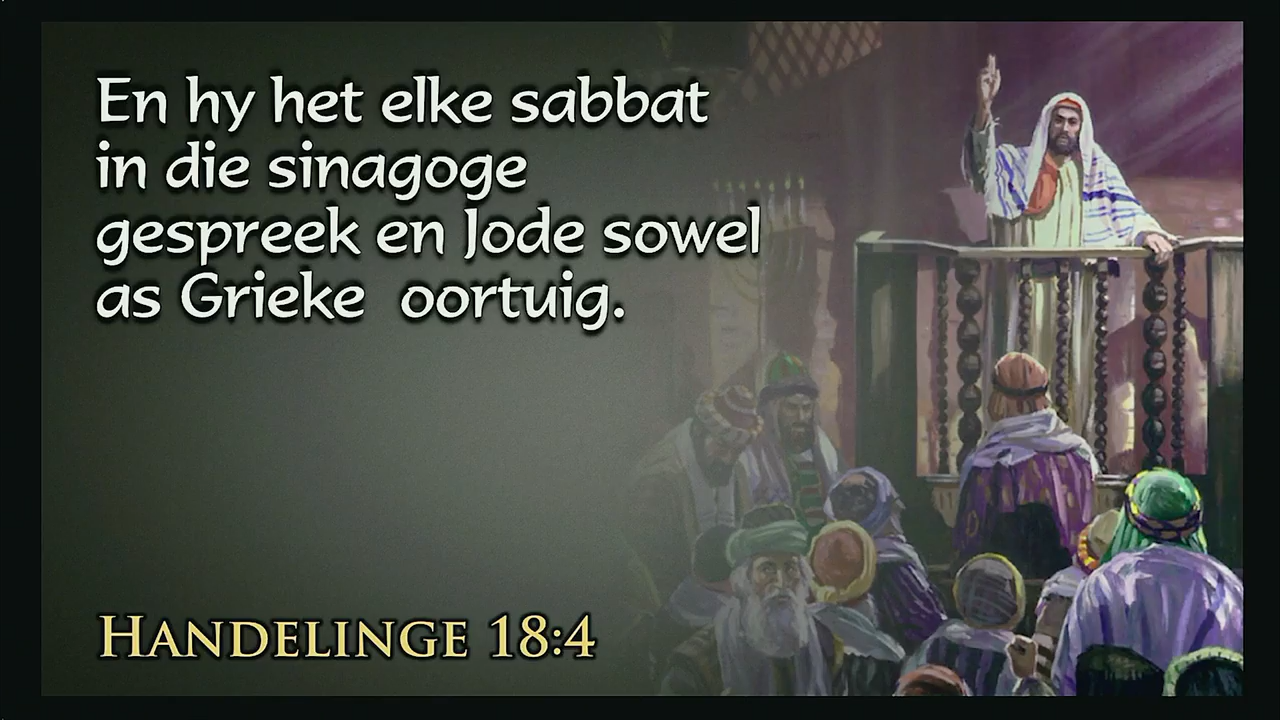 En hy het elke sabbat
in die sinagoge
gespreek en Jode sowel
as Grieke  oortuig.
Handelinge 18:4